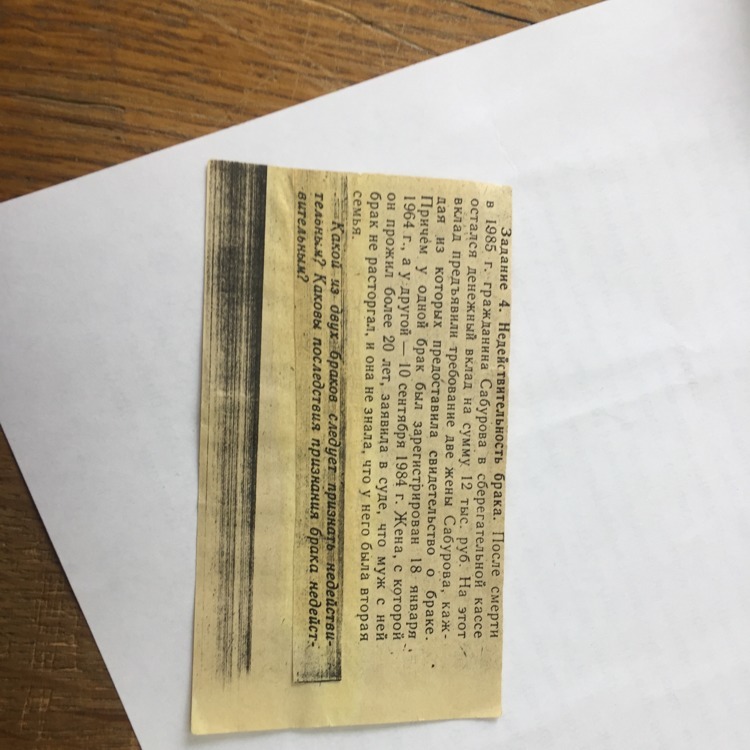 Задание 4. Недействительность брака. После смерти
в 1985 г. гражданина Сабурова в сберегательной кассе
остался денежный вклад на сумму 12 тыс. руб. На этот
вклад предъявили требование две жены Сабурова, каж-
дая из которых предоставила свидетельство о браке.
Причём у одной брак был зарегистрирован 18 января
1964 г., а у другой — 10 сентября 1984 г. Жена, с которой
он прожил более 20 лет, заявила в суде, что муж с ней
брак не расторгал, и она не знала, что у него была вторая
семья.
Какой из двух браков следует признать недействи-
тельным? Каковы последствия признания брака недейст-
вительным?